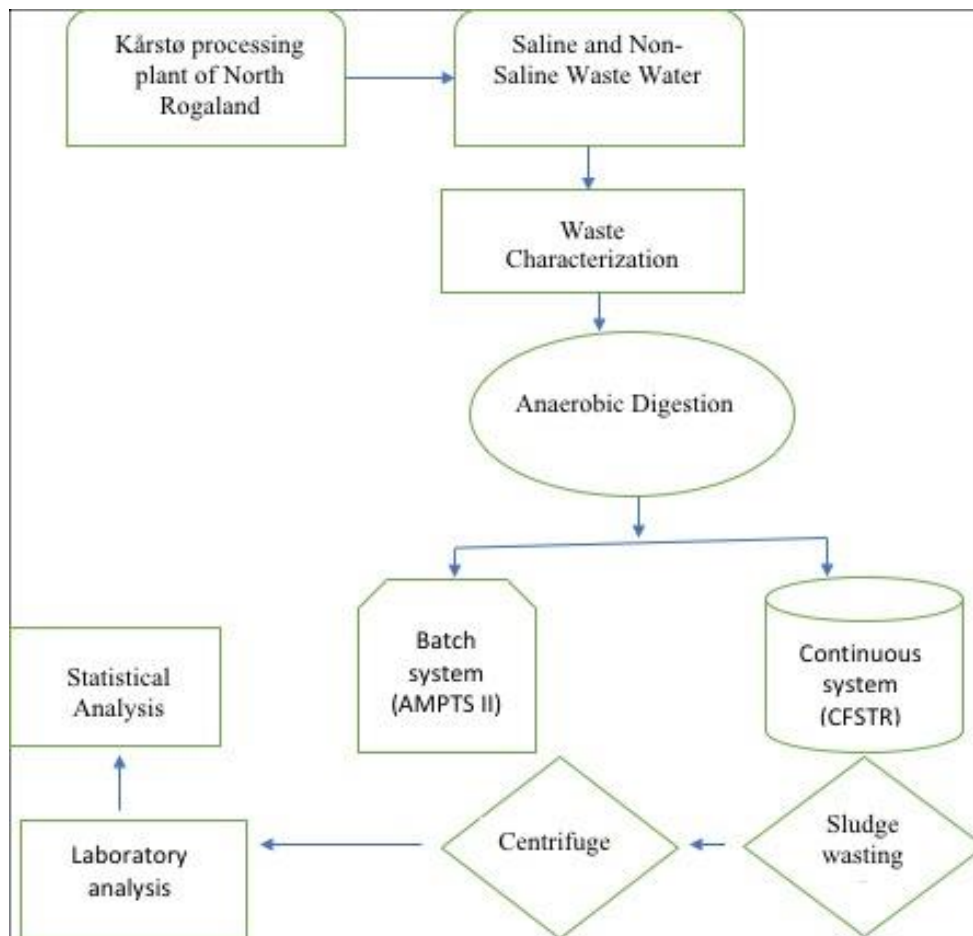 Kårstø processing
plant of North
Rogaland
Saline and Non-
Saline Waste Water
Waste
Characterization
Anaerobic Digestion
Batch
system
(AMPTS II)
Continuous
system
(CFSTR)
Sludge
wasting
Centrifuge
Laboratory
analysis
Statistical
Analysis